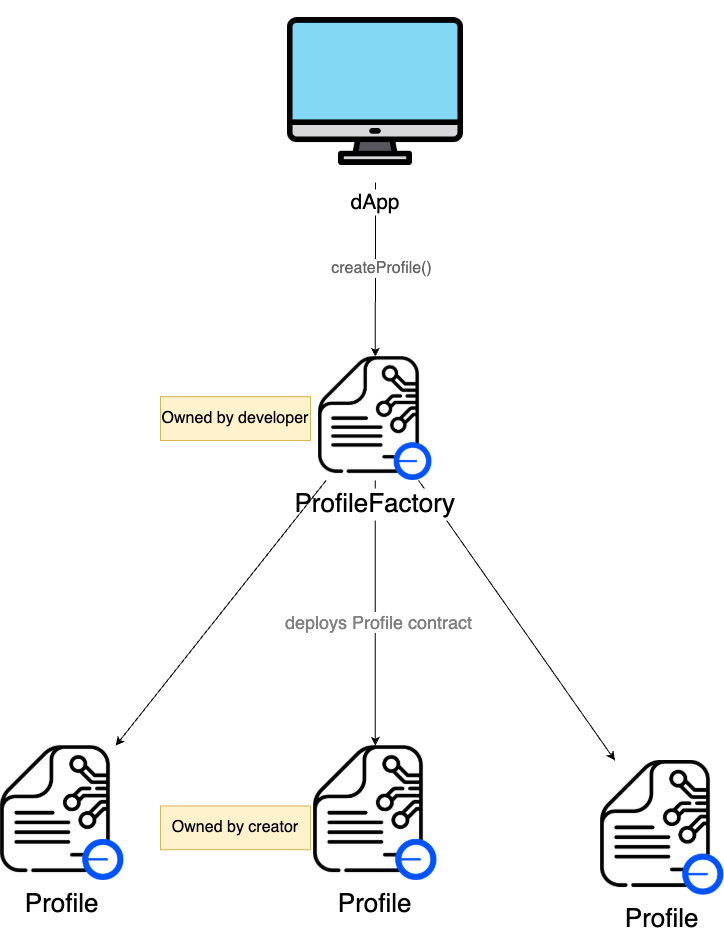 dApp
createProfile()
Owned by developer
ProfileFactory
deploys Profile contract
Owned by creator
Profile
Profile
Profile